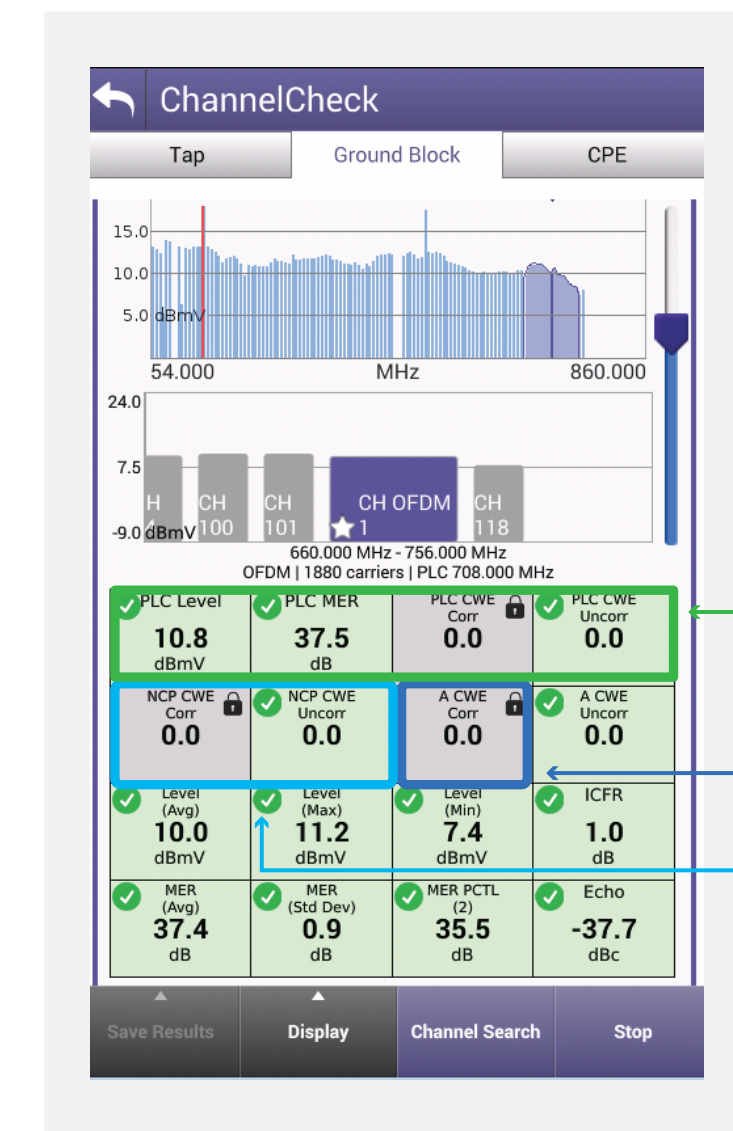 ChannelCheck
Tap Ground Block CPE
15.0
10.0
5.0 dBmV
54.000 MHz 860.000
24.0
7.5
-9.0 dBmV
H CH CH CH OFDM CH
4 100 101 1 118
660.000 MHz - 756.000 MHz
OFDM | 1880 carriers | PLC 708.000 MHz
PLC Level PLC MER PLC CWE PLC CWE
Corr Uncorr
10.8 37.5 0.0 0.0
dBmV dB
NCP CWE NCP CWE A CWE A CWE
Corr Uncorr Corr Uncorr
0.0 0.0 0.0 0.0
Level Level Level ICFR
(Avg) (Max) (Min)
10.0 11.2 7.4 1.0
dBmV dBmV dBmV dB
MER MER MER PCTL Echo
(Avg) (Std Dev) (2)
37.4 0.9 35.5 -37.7
dB dB dB dBc
Save Results Display Channel Search Stop